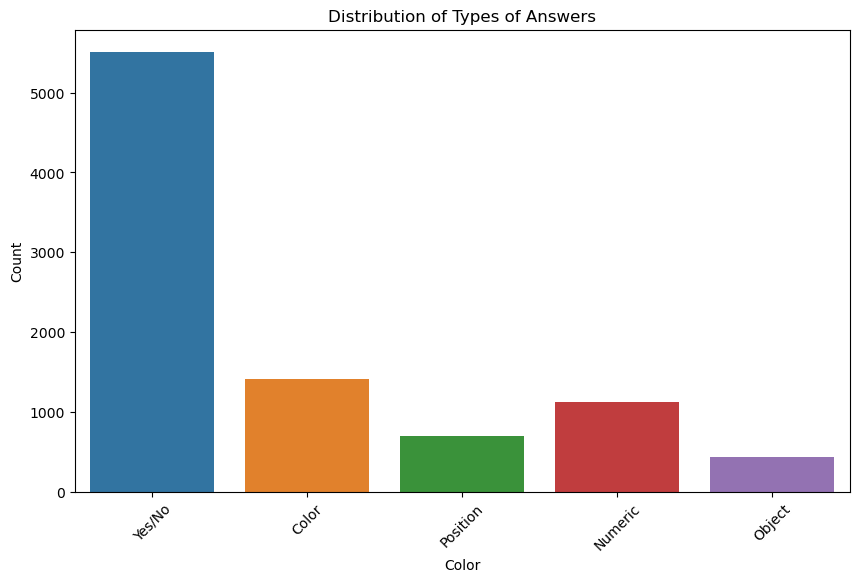 Distribution of Types of Answers
5000
4000
3000
2000
1000
0
Count
Yes/No
Color
Position
Numeric
Object
Color